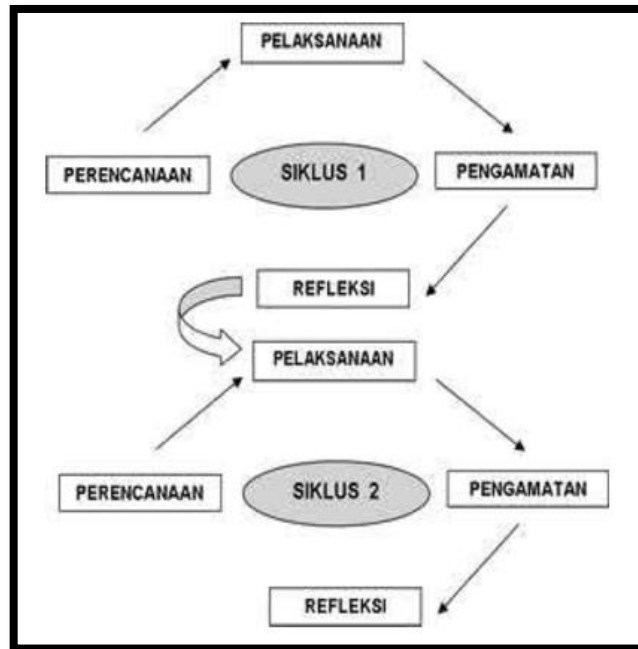 PELAKSANAAN
PERENCANAAN
SIKLUS 1
PENGAMATAN
REFLEKSI
PELAKSANAAN
PERENCANAAN
SIKLUS 2
PENGAMATAN
REFLEKSI